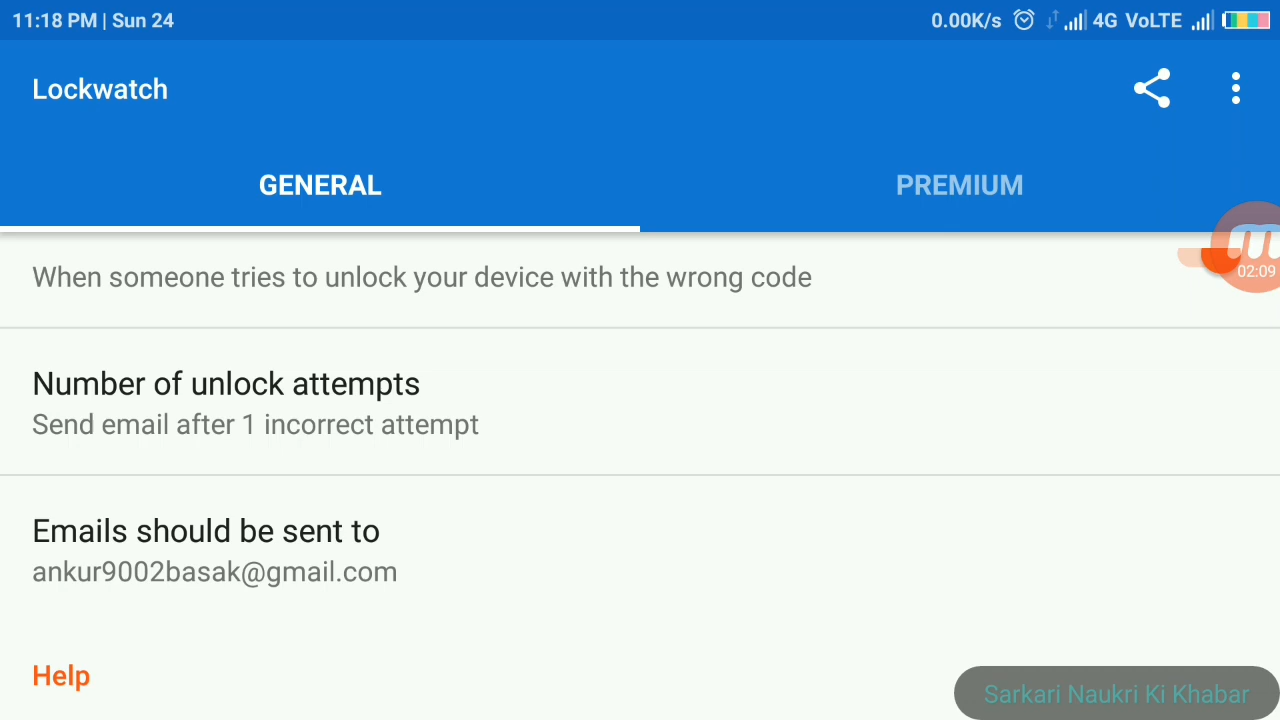 11:18 PM | Sun 24
0.00K/s 4G VoLTE
Lockwatch
GENERAL
PREMIUM
When someone tries to unlock your device with the wrong code
02:09
Number of unlock attempts
Send email after 1 incorrect attempt
Emails should be sent to
ankur9002basak@gmail.com
Help
Sarkari Naukri Ki Khabar